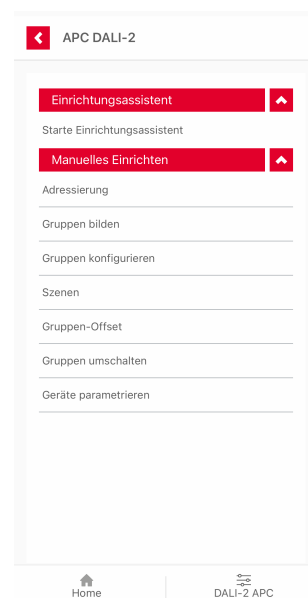 APC DALI-2
Einrichtungsassistent
Starte Einrichtungsassistent
Manuelles Einrichten
Adressierung
Gruppen bilden
Gruppen konfigurieren
Szenen
Gruppen-Offset
Gruppen umschalten
Geräte parametrieren
Home
DALI-2 APC